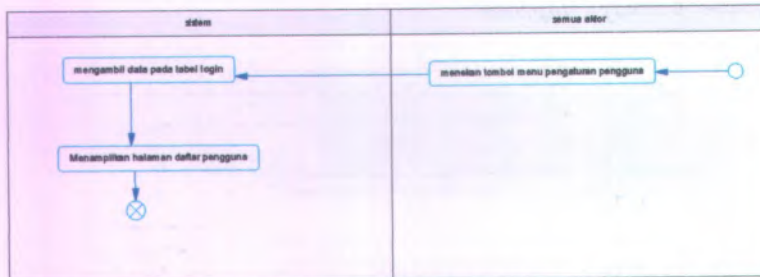 sistem
semua aktor
mengambil data pada tabel login
menekan tombol menu pengaturan pengguna
Menampilkan halaman daftar pengguna